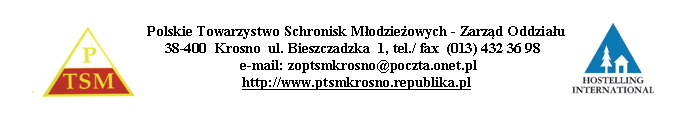 Polskie Towarzystwo Schronisk Młodzieżowych - Zarząd Oddziału
38-400 Krosno ul. Bieszczadzka 1, tel./ fax (013) 432 36 98
e-mail: zoptsmkrosno@poczta.onet.pl
http://www.ptsmkrosno.republika.pl
P
TSM
HOSTELLING
INTERNATIONAL